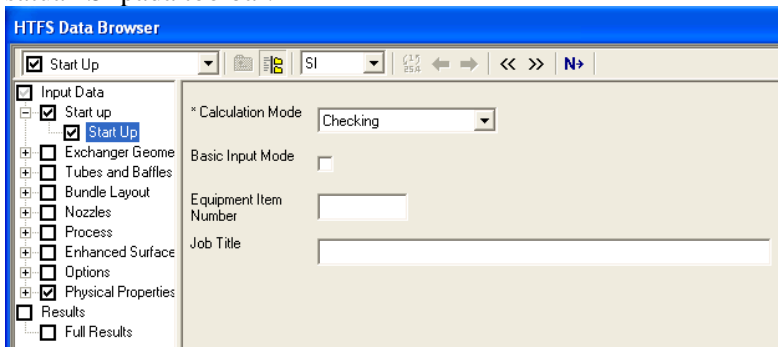 HTFS Data Browser
Start Up SI N
Input Data
Start up
Start Up
Exchanger Geome
Tubes and Baffles
Bundle Layout
Nozzles
Process
Enhanced Surface
Options
Physical Properties
Results
Full Results
* Calculation Mode Checking
Basic Input Mode
Equipment Item
Number
Job Title